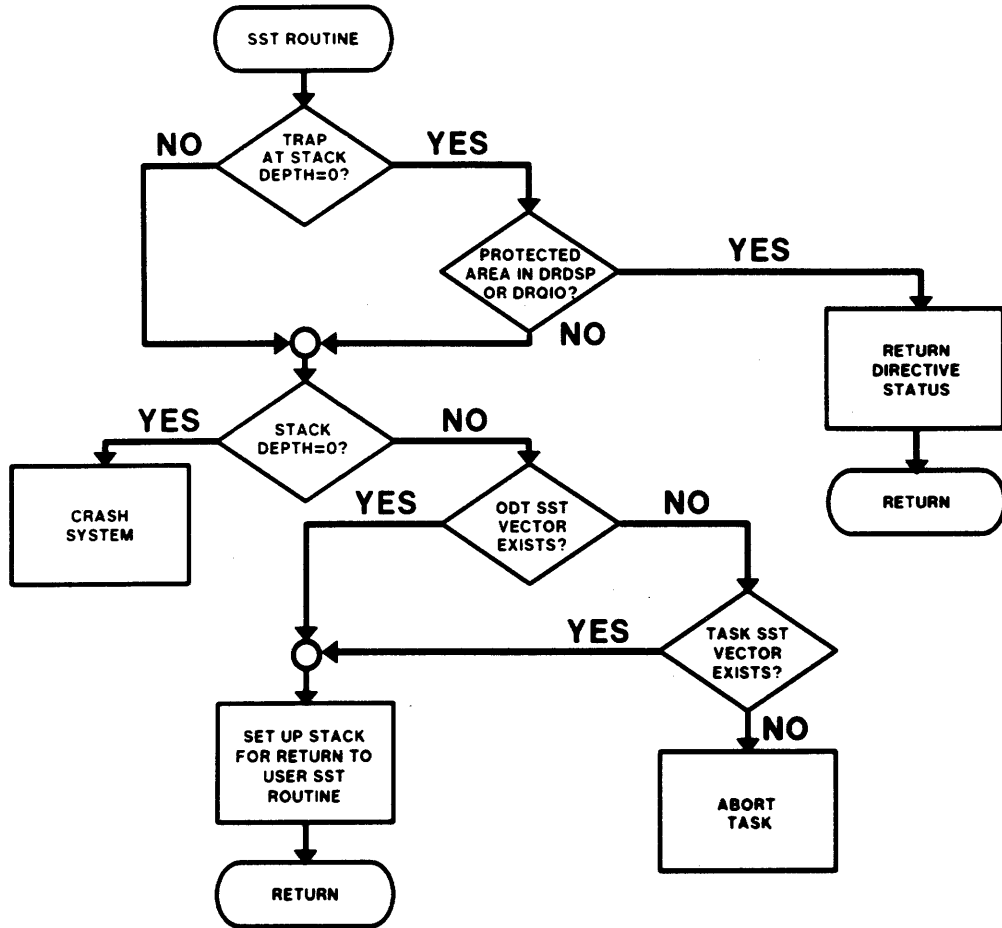 SST ROUTINE
TRAP
AT STACK
DEPTH=0?
NO
YES
PROTECTED
AREA IN DRDSP
OR DRQIO?
YES
NO
RETURN
DIRECTIVE
STATUS
RETURN
STACK
DEPTH=0?
YES
NO
CRASH
SYSTEM
ODT SST
VECTOR
EXISTS?
YES
NO
TASK SST
VECTOR
EXISTS?
YES
NO
SET UP STACK
FOR RETURN TO
USER SST
ROUTINE
ABORT
TASK
RETURN